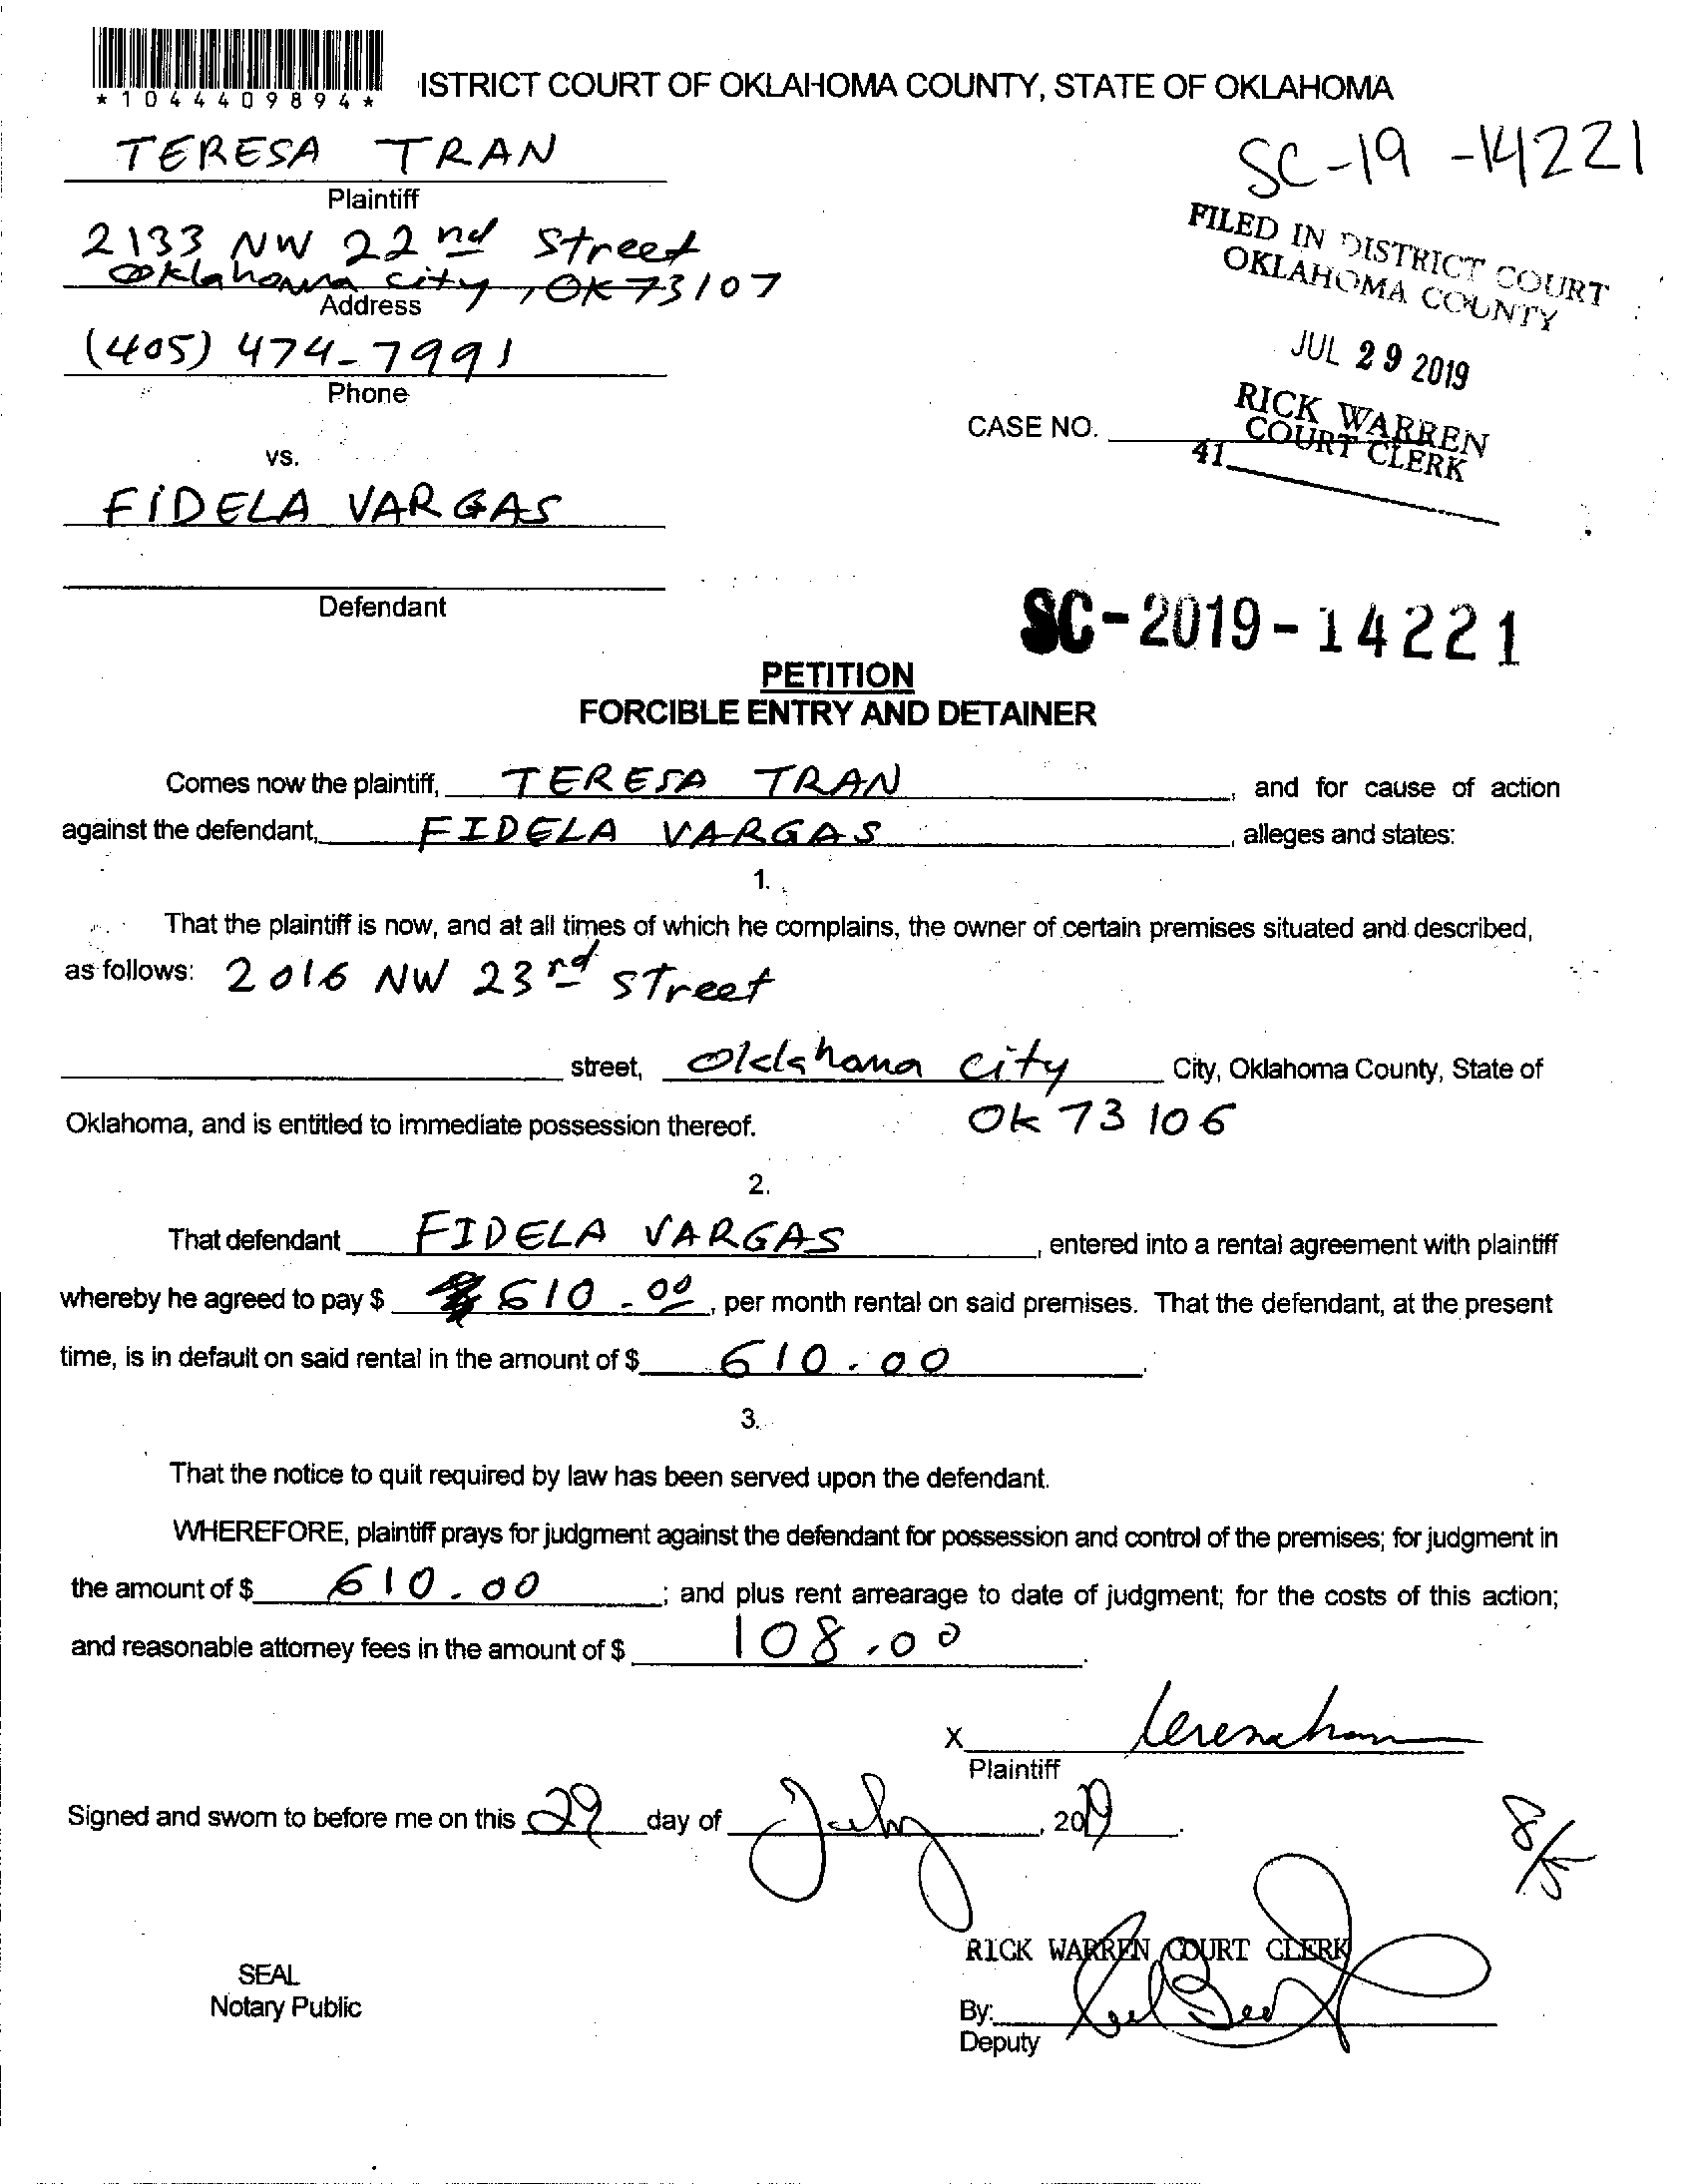 *1044409894*
ISTRICT COURT OF OKLAHOMA COUNTY, STATE OF OKLAHOMA
TERESA TRAN
Plaintiff
SC-19-14221
2133 NW 22nd Street
Oklahoma city, OK 73107
Address
FILED IN DISTRICT COURT
OKLAHOMA COUNTY
JUL 29 2019
(405) 474-7991
Phone
RICK WARREN
COURT CLERK
CASE NO.
41
vs.
FIDELA VARGAS
Defendant
SC-2019-14221
PETITION
FORCIBLE ENTRY AND DETAINER
Comes now the plaintiff, TERESA TRAN, and for cause of action
against the defendant, FIDELA VARGAS, alleges and states:
1.
That the plaintiff is now, and at all times of which he complains, the owner of certain premises situated and described,
as follows: 2016 NW 23rd Street
street, Oklahoma city City, Oklahoma County, State of
Oklahoma, and is entitled to immediate possession thereof. OK 73106
2.
That defendant FIDELA VARGAS, entered into a rental agreement with plaintiff
whereby he agreed to pay $ 610.00, per month rental on said premises. That the defendant, at the present
time, is in default on said rental in the amount of $ 610.00.
3.
That the notice to quit required by law has been served upon the defendant.
WHEREFORE, plaintiff prays for judgment against the defendant for possession and control of the premises; for judgment in
the amount of $ 610.00; and plus rent arrearage to date of judgment; for the costs of this action;
and reasonable attorney fees in the amount of $ 108.00.
X
Plaintiff
Signed and sworn to before me on this 29 day of July, 2019.
8/5
RICK WARREN COURT CLERK
SEAL
Notary Public
By:
Deputy